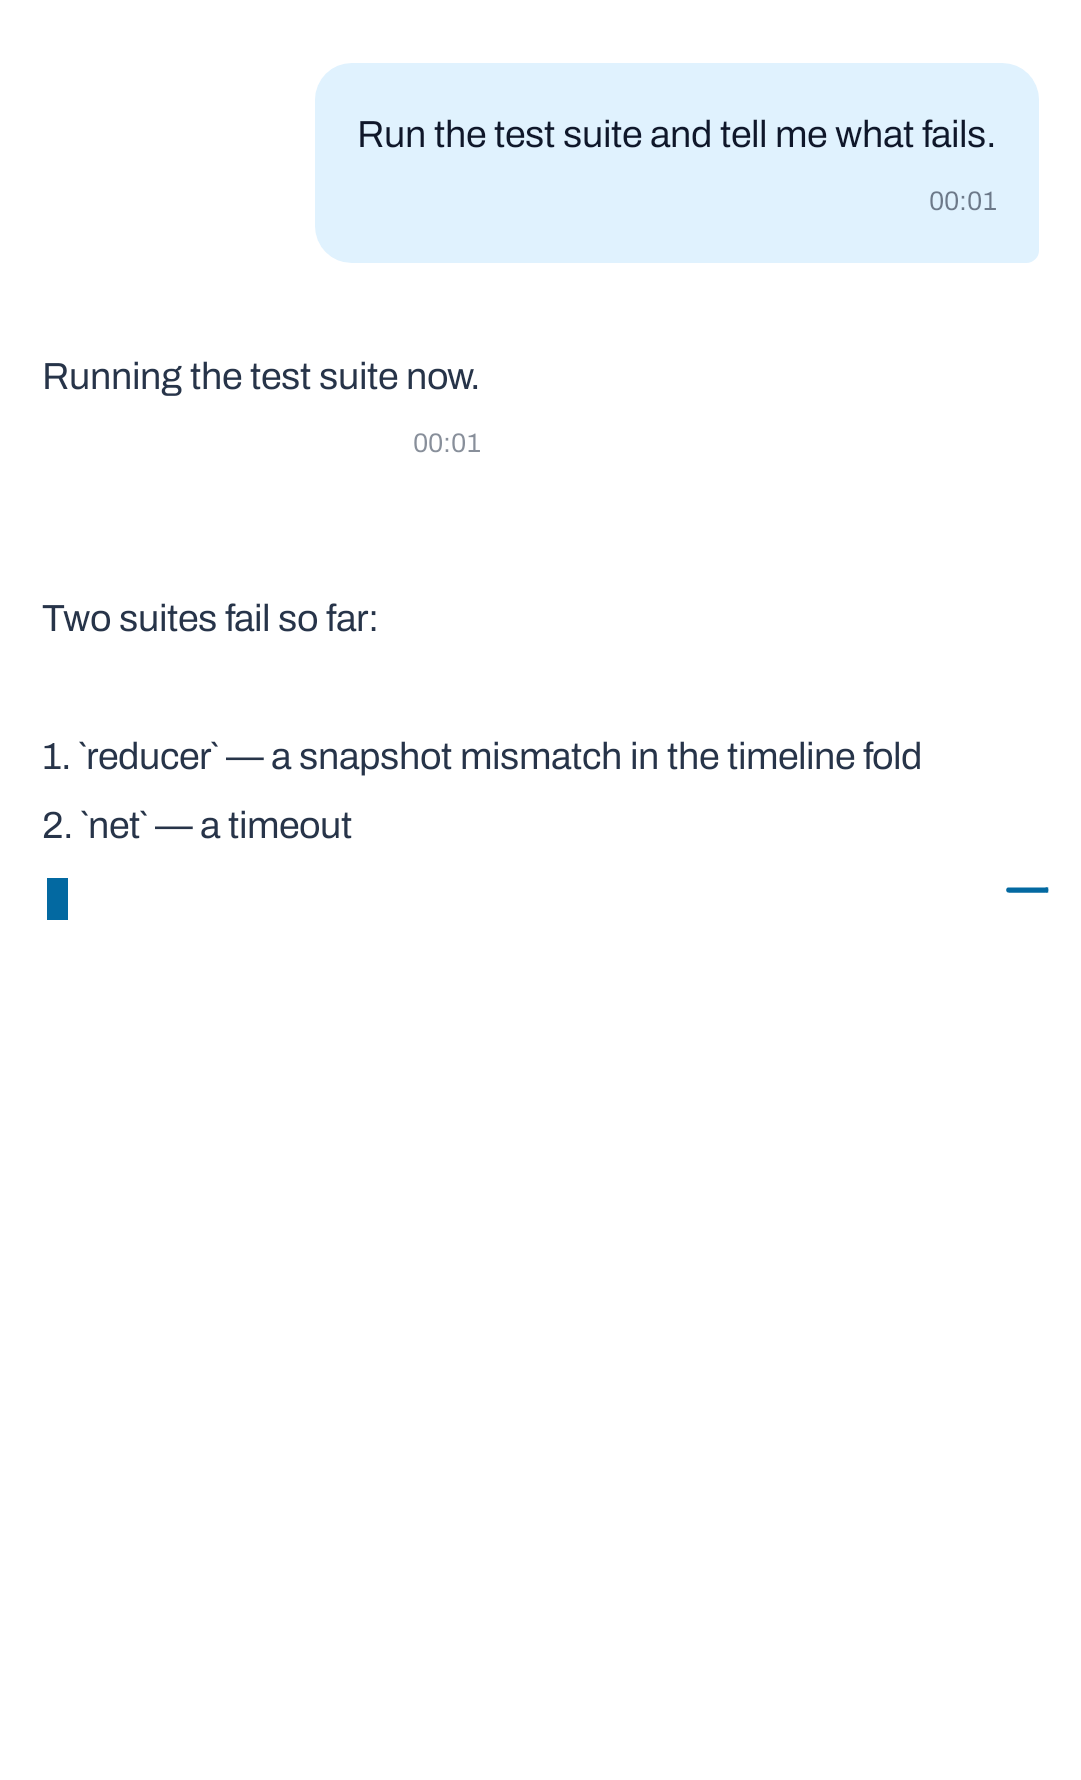 Run the test suite and tell me what fails.
00:01
Running the test suite now.
00:01
Two suites fail so far:
1. `reducer` — a snapshot mismatch in the timeline fold
2. `net` — a timeout